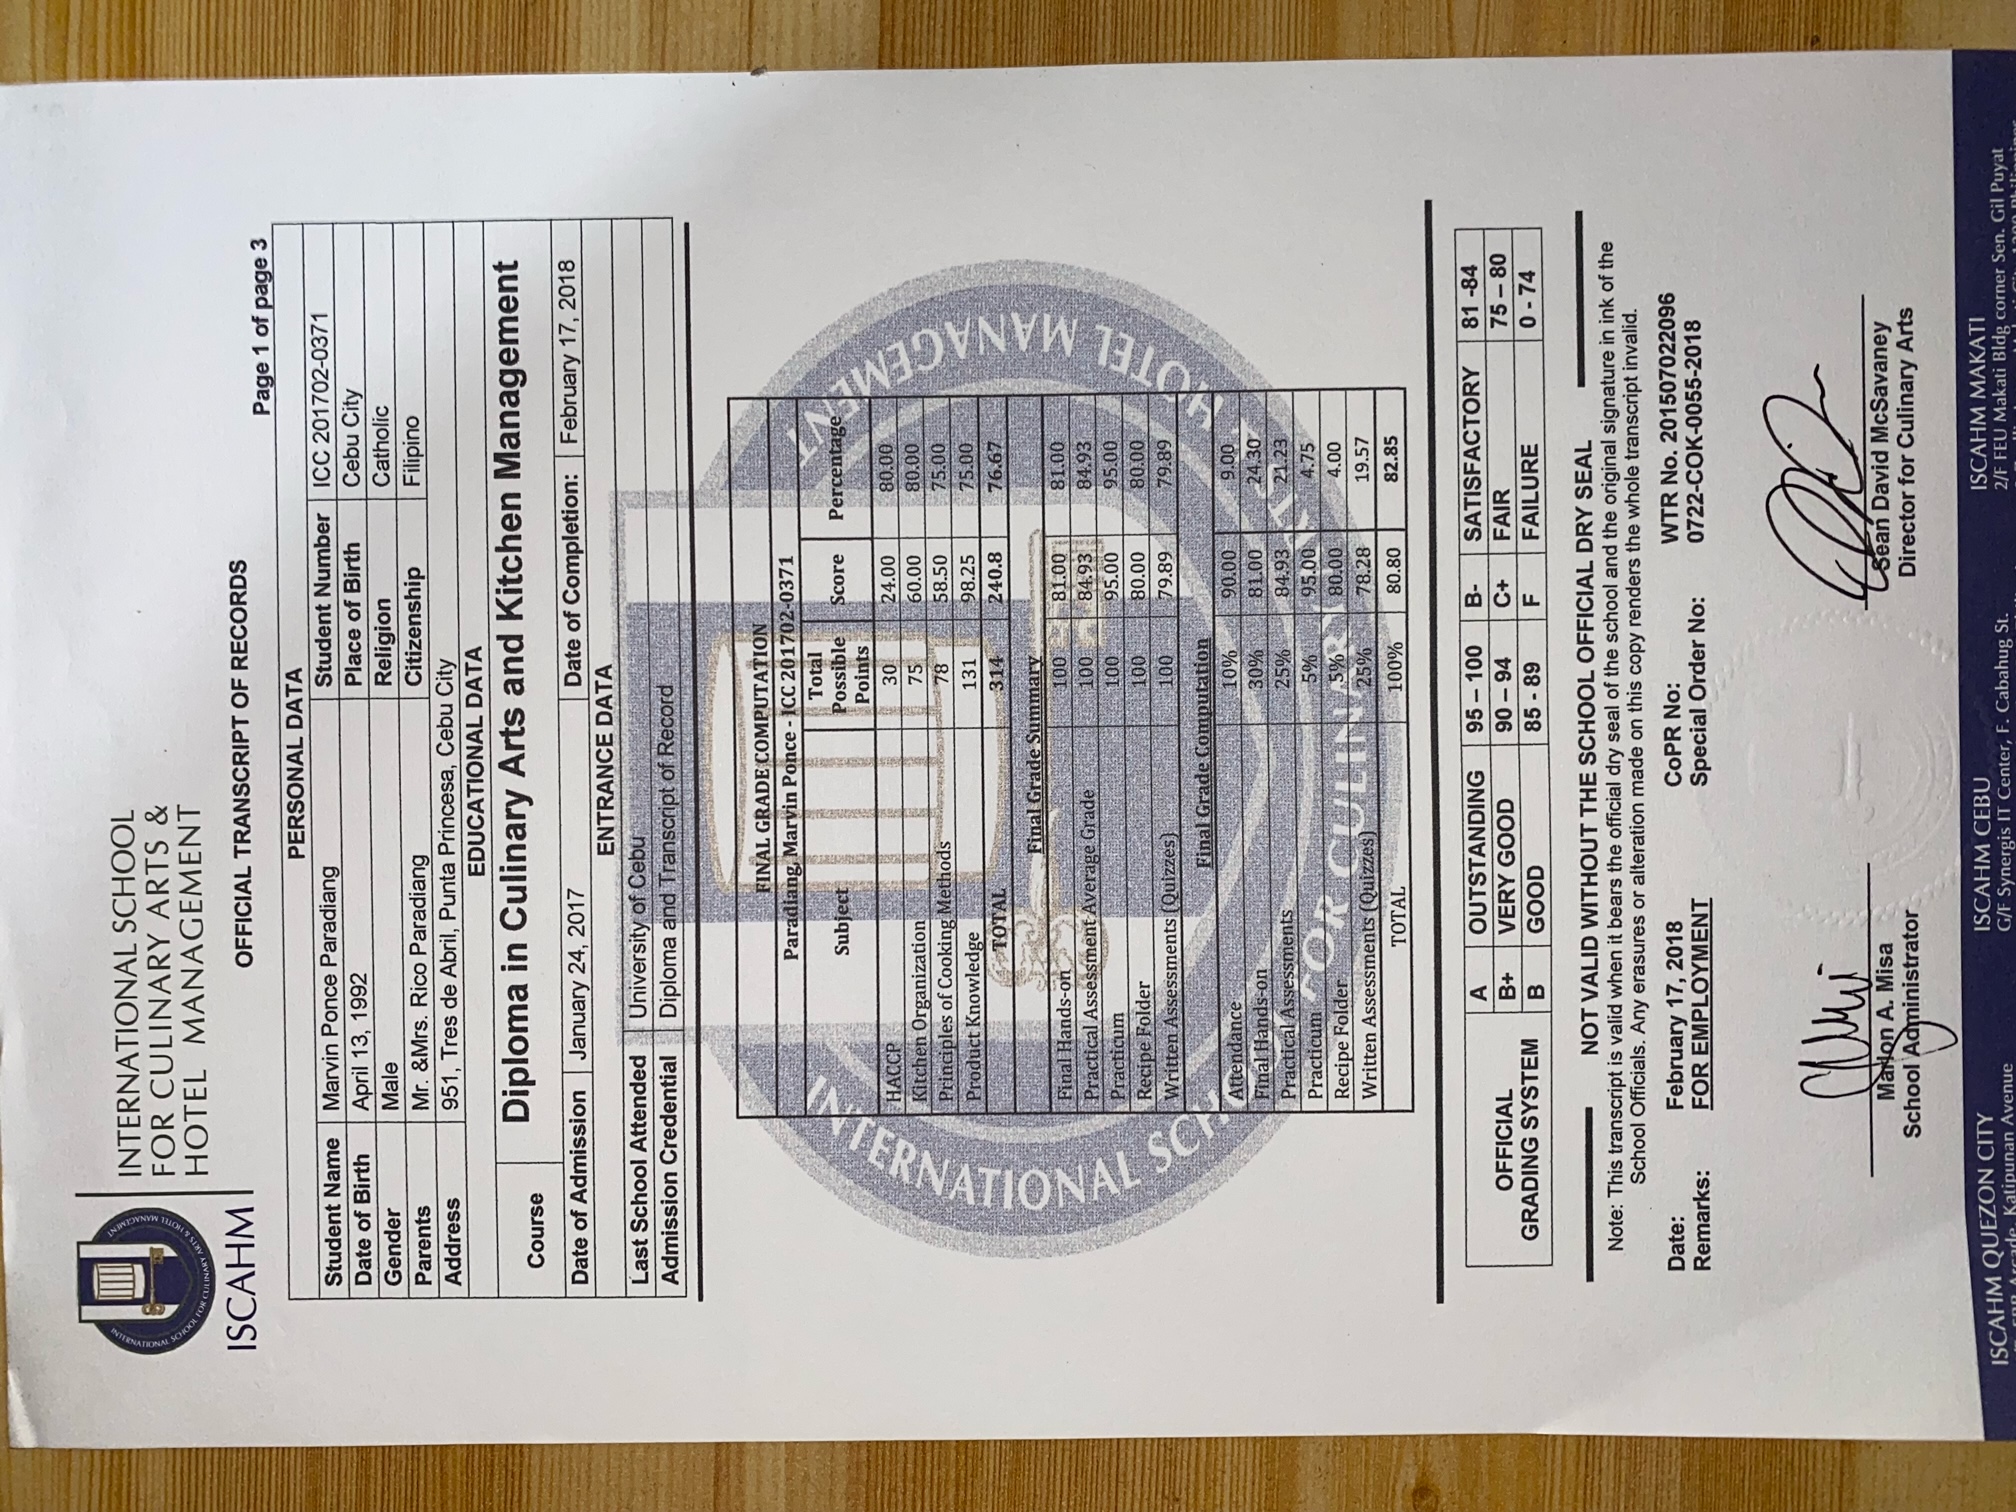 INTERNATIONAL SCHOOL
FOR CULINARY ARTS &
HOTEL MANAGEMENT
ISCAHM
INTERNATIONAL SCHOOL FOR CULINARY ARTS & HOTEL MANAGEMENT
OFFICIAL TRANSCRIPT OF RECORDS
Page 1 of page 3
PERSONAL DATA
Student Name Marvin Ponce Paradiang Student Number ICC 201702-0371
Date of Birth April 13, 1992 Place of Birth Cebu City
Gender Male Religion Catholic
Parents Mr. &Mrs. Rico Paradiang Citizenship Filipino
Address 951, Tres de Abril, Punta Princesa, Cebu City
EDUCATIONAL DATA
Course Diploma in Culinary Arts and Kitchen Management
Date of Admission January 24, 2017 Date of Completion: February 17, 2018
ENTRANCE DATA
Last School Attended University of Cebu
Admission Credential Diploma and Transcript of Record
FINAL GRADE COMPUTATION
Paradiang, Marvin Ponce - ICC 201702-0371
Subject Total Possible Points Score Percentage
HACCP 30 24.00 80.00
Kitchen Organization 75 60.00 80.00
Principles of Cooking Methods 78 58.50 75.00
Product Knowledge 131 98.25 75.00
TOTAL 314 240.8 76.67
Final Grade Summary
Final Hands-on 100 81.00 81.00
Practical Assessment Average Grade 100 84.93 84.93
Practicum 100 95.00 95.00
Recipe Folder 100 80.00 80.00
Written Assessments (Quizzes) 100 79.89 79.89
Final Grade Computation
Attendance 10% 90.00 9.00
Final Hands-on 30% 81.00 24.30
Practical Assessments 25% 84.93 21.23
Practicum 5% 95.00 4.75
Recipe Folder 5% 80.00 4.00
Written Assessments (Quizzes) 25% 78.28 19.57
TOTAL 100% 80.80 82.85
INTERNATIONAL SCHOOL FOR CULINARY ARTS & HOTEL MANAGEMENT
OFFICIAL GRADING SYSTEM
A OUTSTANDING 95 – 100 B- SATISFACTORY 81 -84
B+ VERY GOOD 90 – 94 C+ FAIR 75 – 80
B GOOD 85 - 89 F FAILURE 0 - 74
NOT VALID WITHOUT THE SCHOOL OFFICIAL DRY SEAL
Note: This transcript is valid when it bears the official dry seal of the school and the original signature in ink of the
School Officials. Any erasures or alteration made on this copy renders the whole transcript invalid.
Date: February 17, 2018 CoPR No: WTR No. 201507022096
Remarks: FOR EMPLOYMENT Special Order No: 0722-COK-0055-2018
Marlon A. Misa
School Administrator
Sean David McSavaney
Director for Culinary Arts
ISCAHM QUEZON CITY
Katipunan Avenue
ISCAHM CEBU
G/F Synergis IT Center, F. Cabahug St.
ISCAHM MAKATI
2/F FEU Makati Bldg corner Sen. Gil Puyat